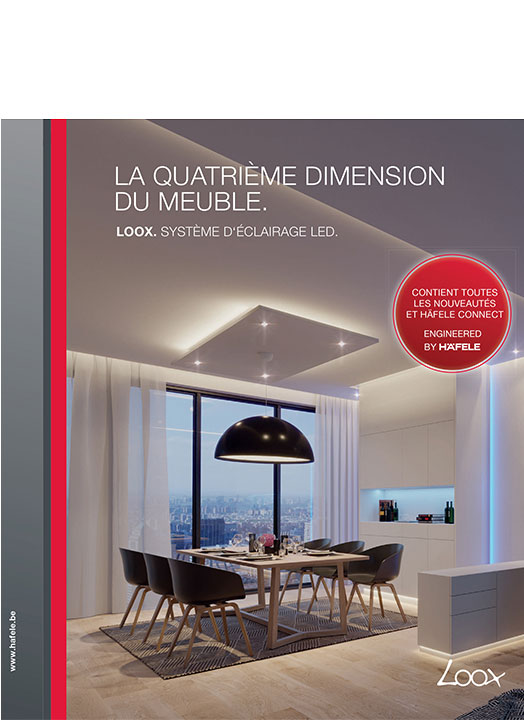 LA QUATRIÈME DIMENSION
DU MEUBLE.
LOOX. SYSTÈME D'ÉCLAIRAGE LED.
CONTIENT TOUTES
LES NOUVEAUTÉS
ET HÄFELE CONNECT
ENGINEERED
BY HÄFELE
www.hafele.be
Loox